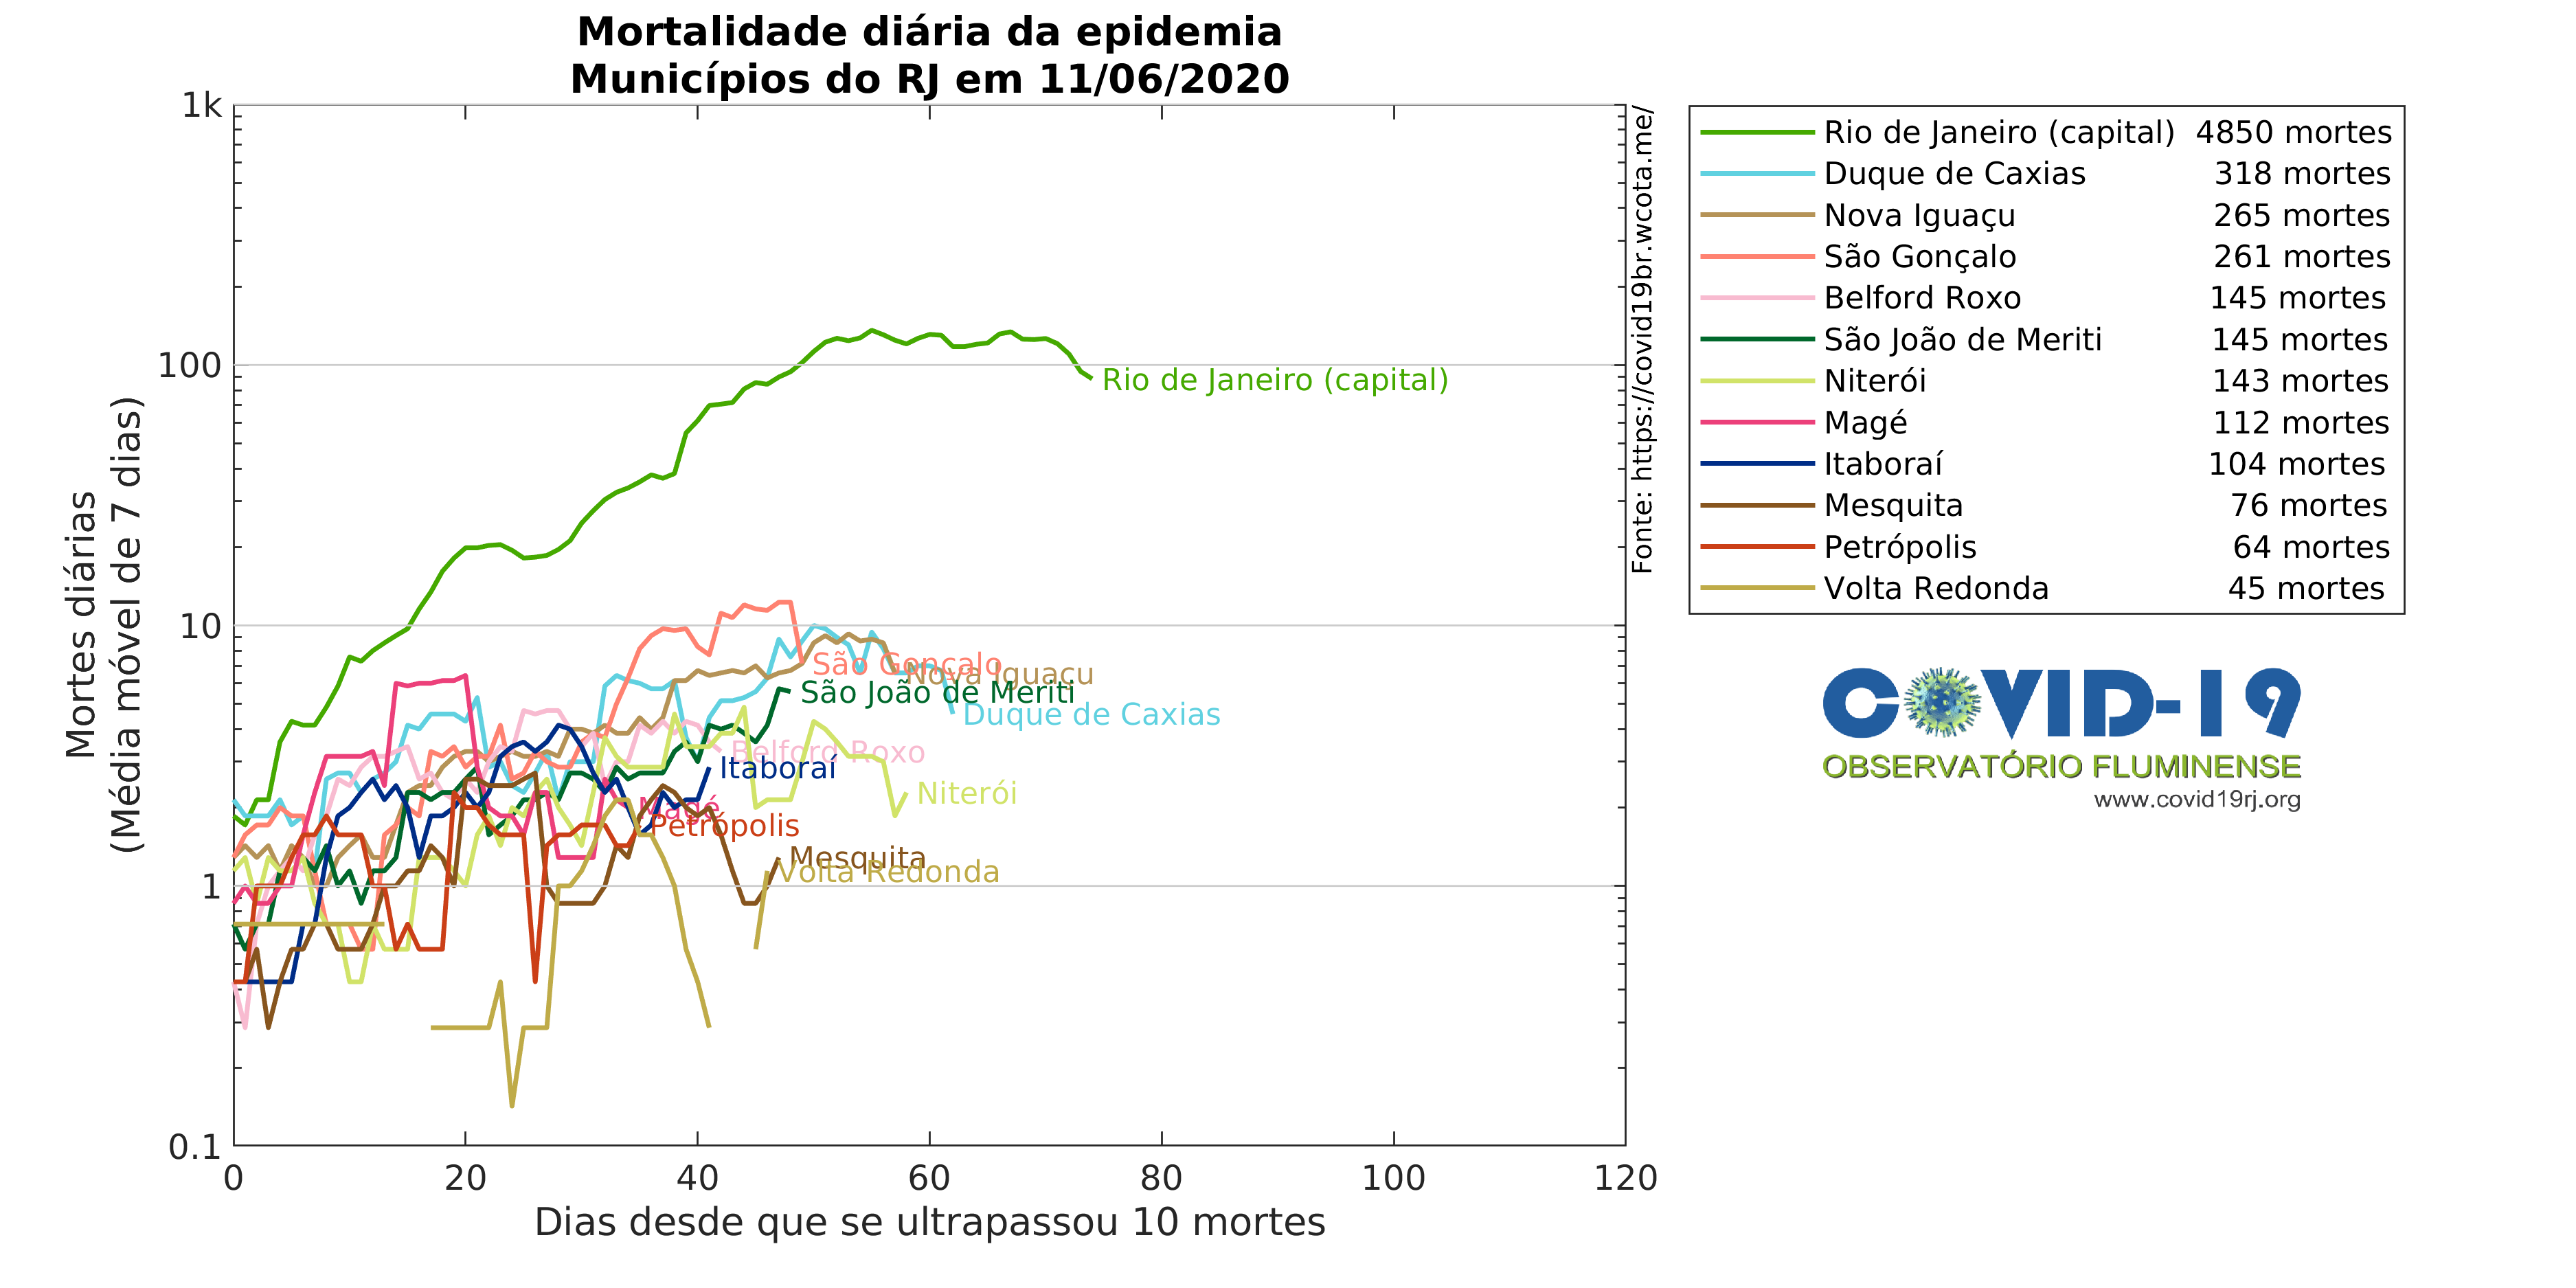 Mortalidade diária da epidemia
Municípios do RJ em 11/06/2020
Mortes diárias
(Média móvel de 7 dias)
1k
100
10
1
0.1
0
20
40
60
80
100
120
Dias desde que se ultrapassou 10 mortes
Rio de Janeiro (capital)
São Gonçalo
Nova Iguaçu
São João de Meriti
Duque de Caxias
Belford Roxo
Itaboraí
Niterói
Magé
Petrópolis
Mesquita
Volta Redonda
Fonte: https://covid19br.wcota.me/
Rio de Janeiro (capital) 4850 mortes
Duque de Caxias 318 mortes
Nova Iguaçu 265 mortes
São Gonçalo 261 mortes
Belford Roxo 145 mortes
São João de Meriti 145 mortes
Niterói 143 mortes
Magé 112 mortes
Itaboraí 104 mortes
Mesquita 76 mortes
Petrópolis 64 mortes
Volta Redonda 45 mortes
COVID-19
OBSERVATÓRIO FLUMINENSE
www.covid19rj.org